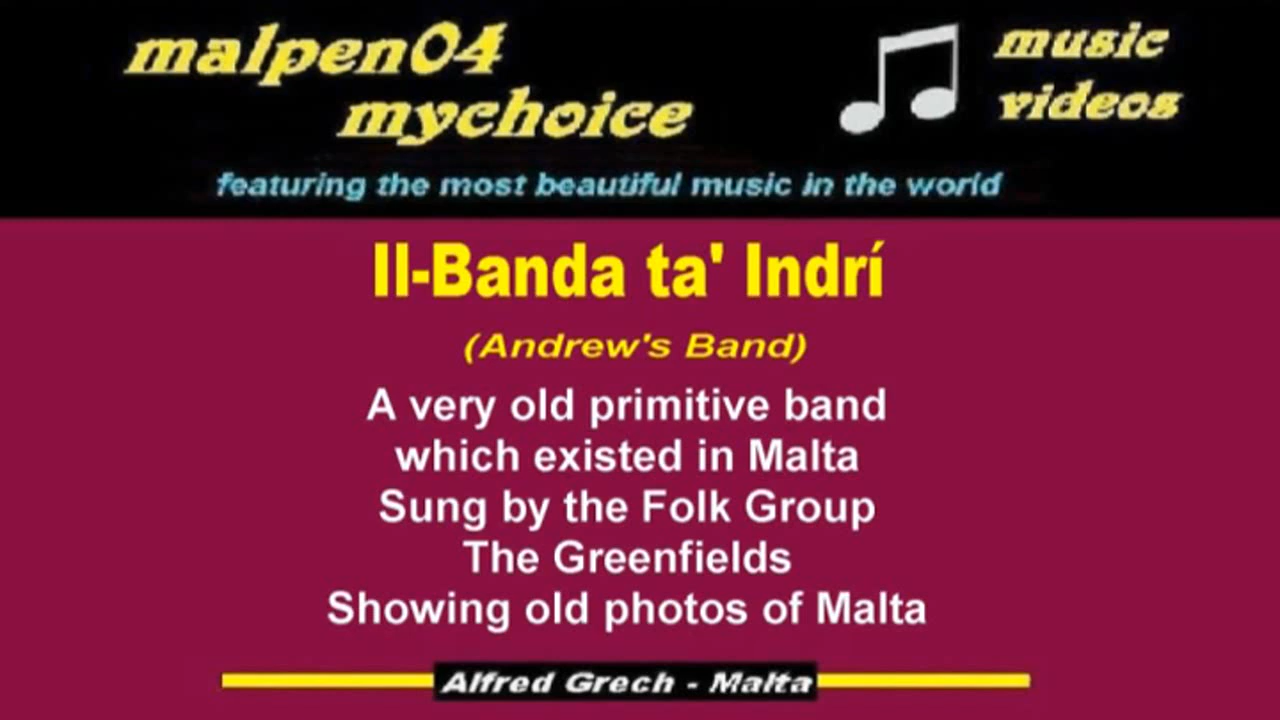 malpen04
mychoice
music
videos
featuring the most beautiful music in the world
Il-Banda ta' Indrí
(Andrew's Band)
A very old primitive band
which existed in Malta
Sung by the Folk Group
The Greenfields
Showing old photos of Malta
Alfred Grech - Malta